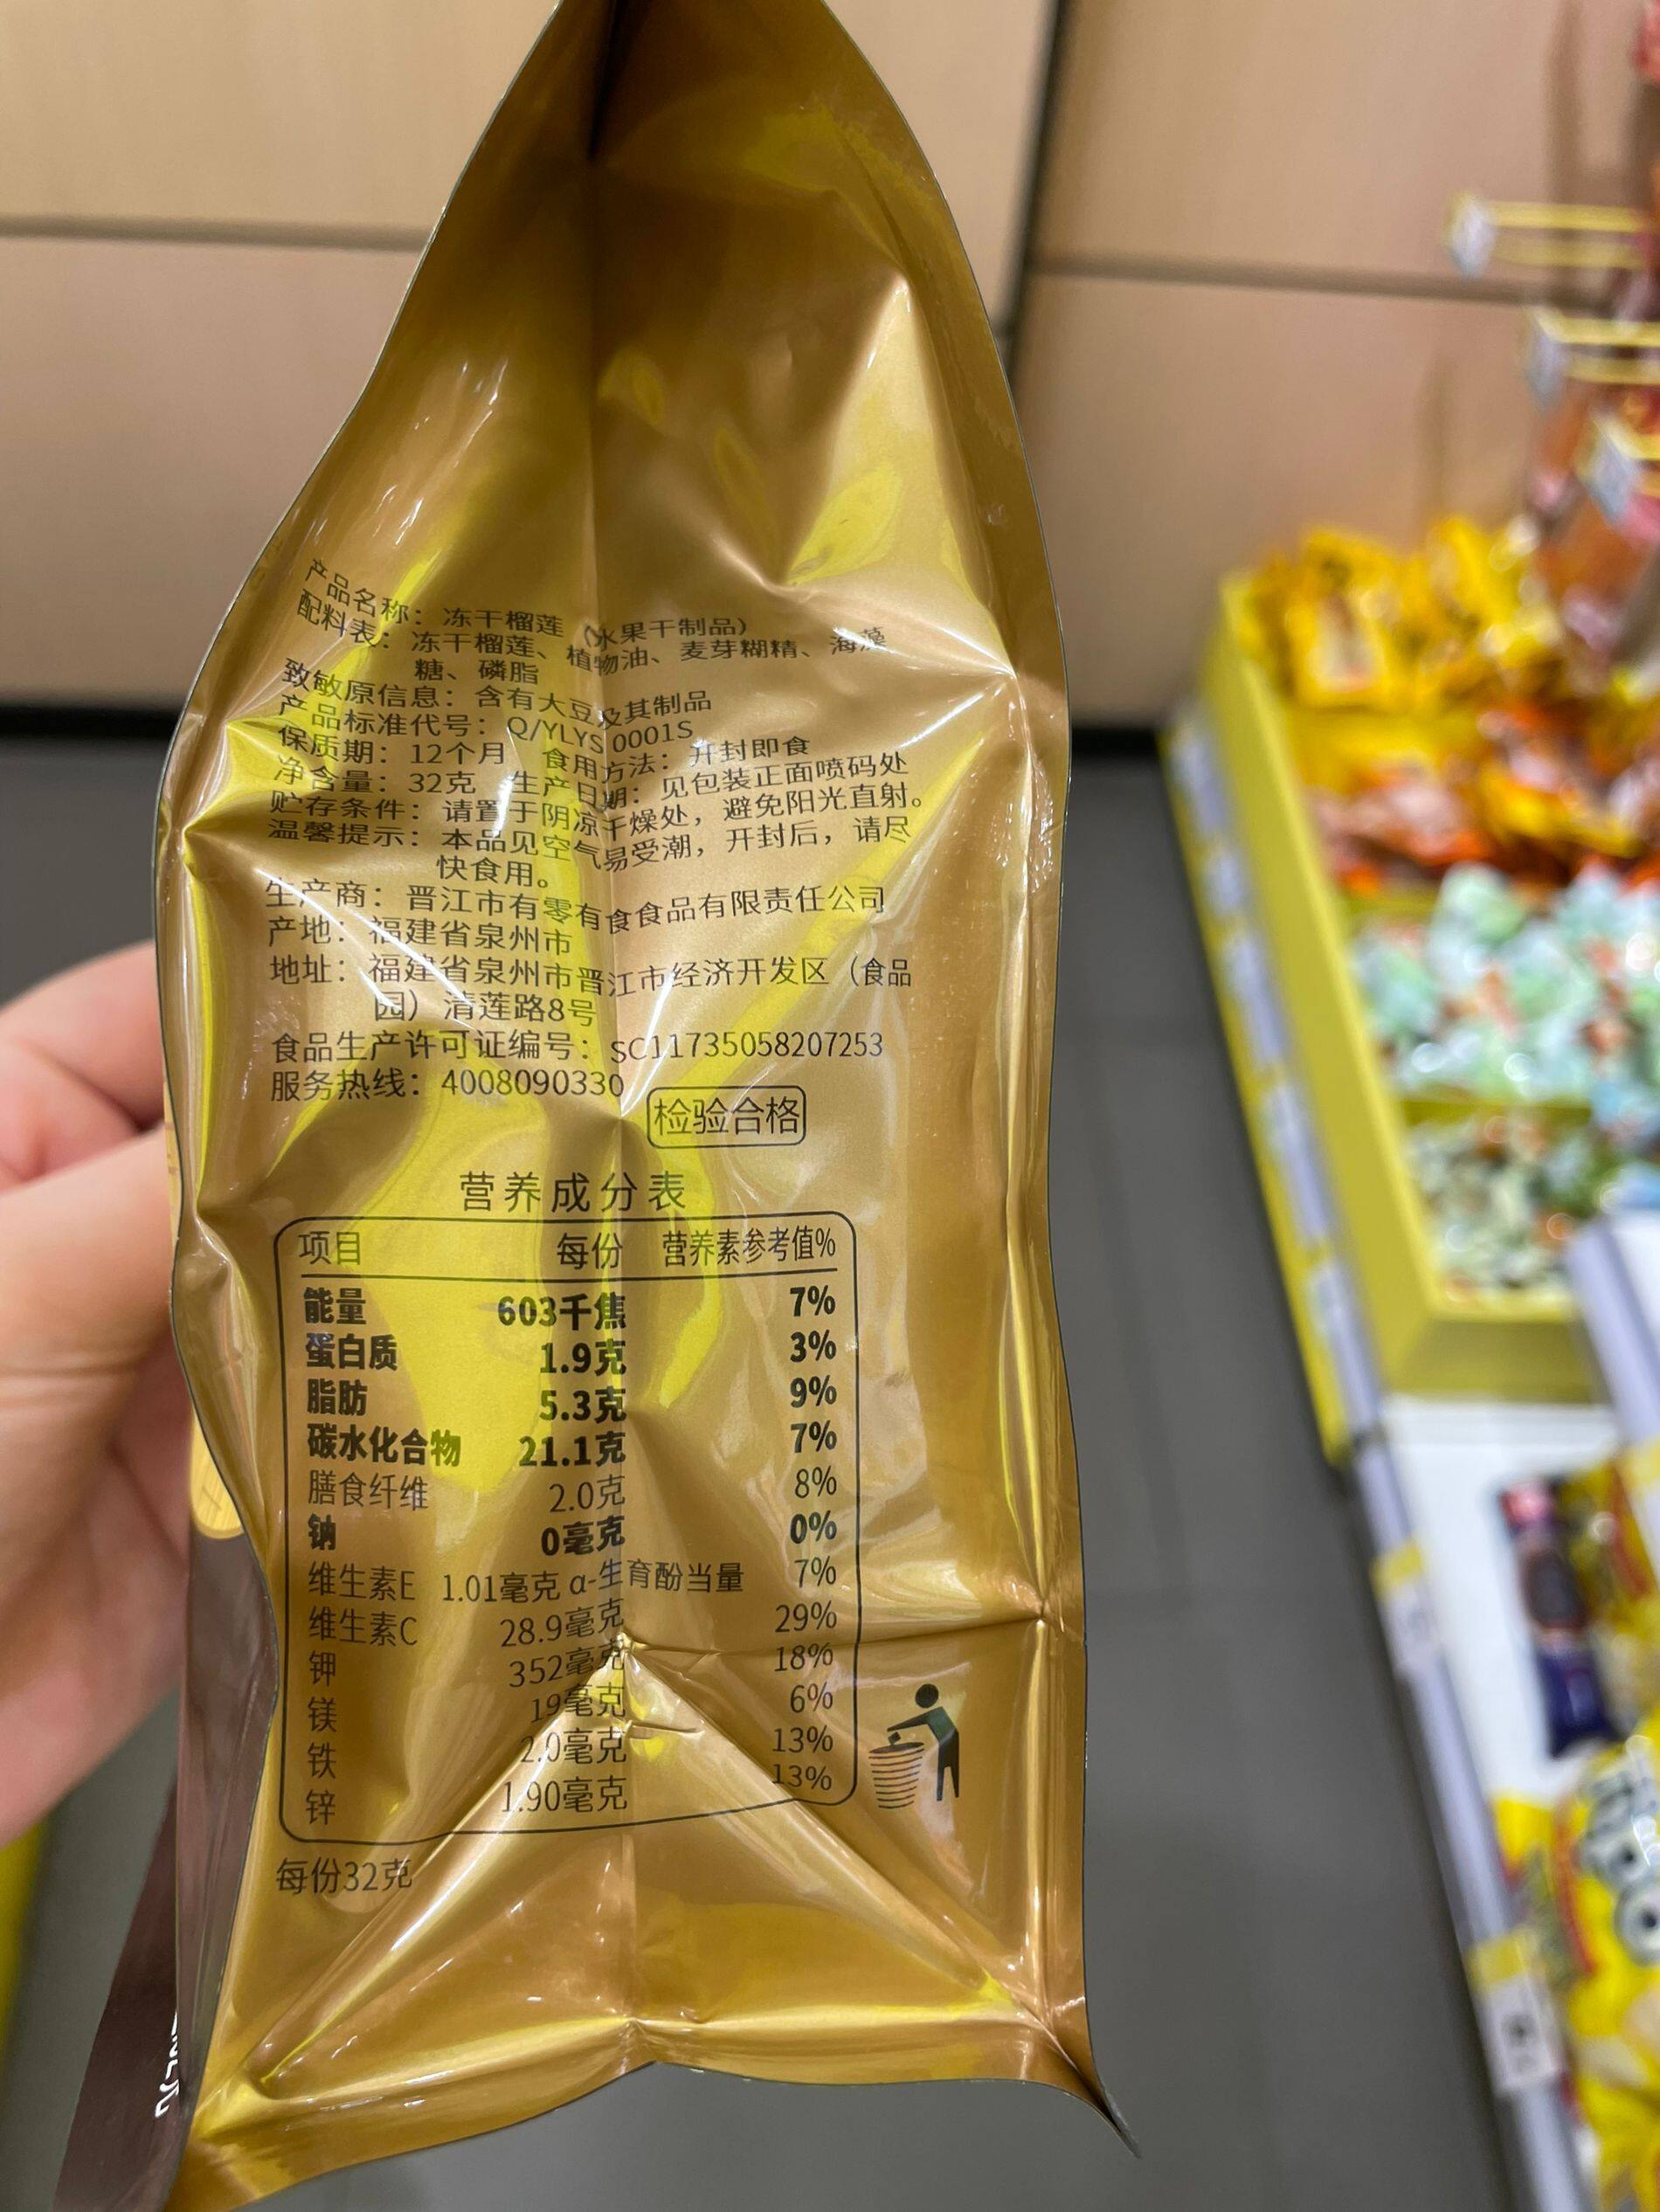 产品名称：冻干榴莲（水果干制品）
配料表：冻干榴莲、植物油、麦芽糊精、海藻
糖、磷脂
致敏原信息：含有大豆及其制品
产品标准代号：Q/YLYS 0001S
保质期：12个月 食用方法：开封即食
净含量：32克 生产日期：见包装正面喷码处
贮存条件：请置于阴凉干燥处，避免阳光直射。
温馨提示：本品见空气易受潮，开封后，请尽
快食用。
生产商：晋江市有零有食食品有限责任公司
产地：福建省泉州市
地址：福建省泉州市晋江市经济开发区（食品
园）清莲路8号
食品生产许可证编号：SC11735058207253
服务热线：4008090330
检验合格
营养成分表
项目 每份 营养素参考值%
能量 603千焦 7%
蛋白质 1.9克 3%
脂肪 5.3克 9%
碳水化合物 21.1克 7%
膳食纤维 2.0克 8%
钠 0毫克 0%
维生素E 1.01毫克 α-生育酚当量 7%
维生素C 28.9毫克 29%
钾 352毫克 18%
镁 19毫克 6%
铁 2.0毫克 13%
锌 1.90毫克 13%
每份32克